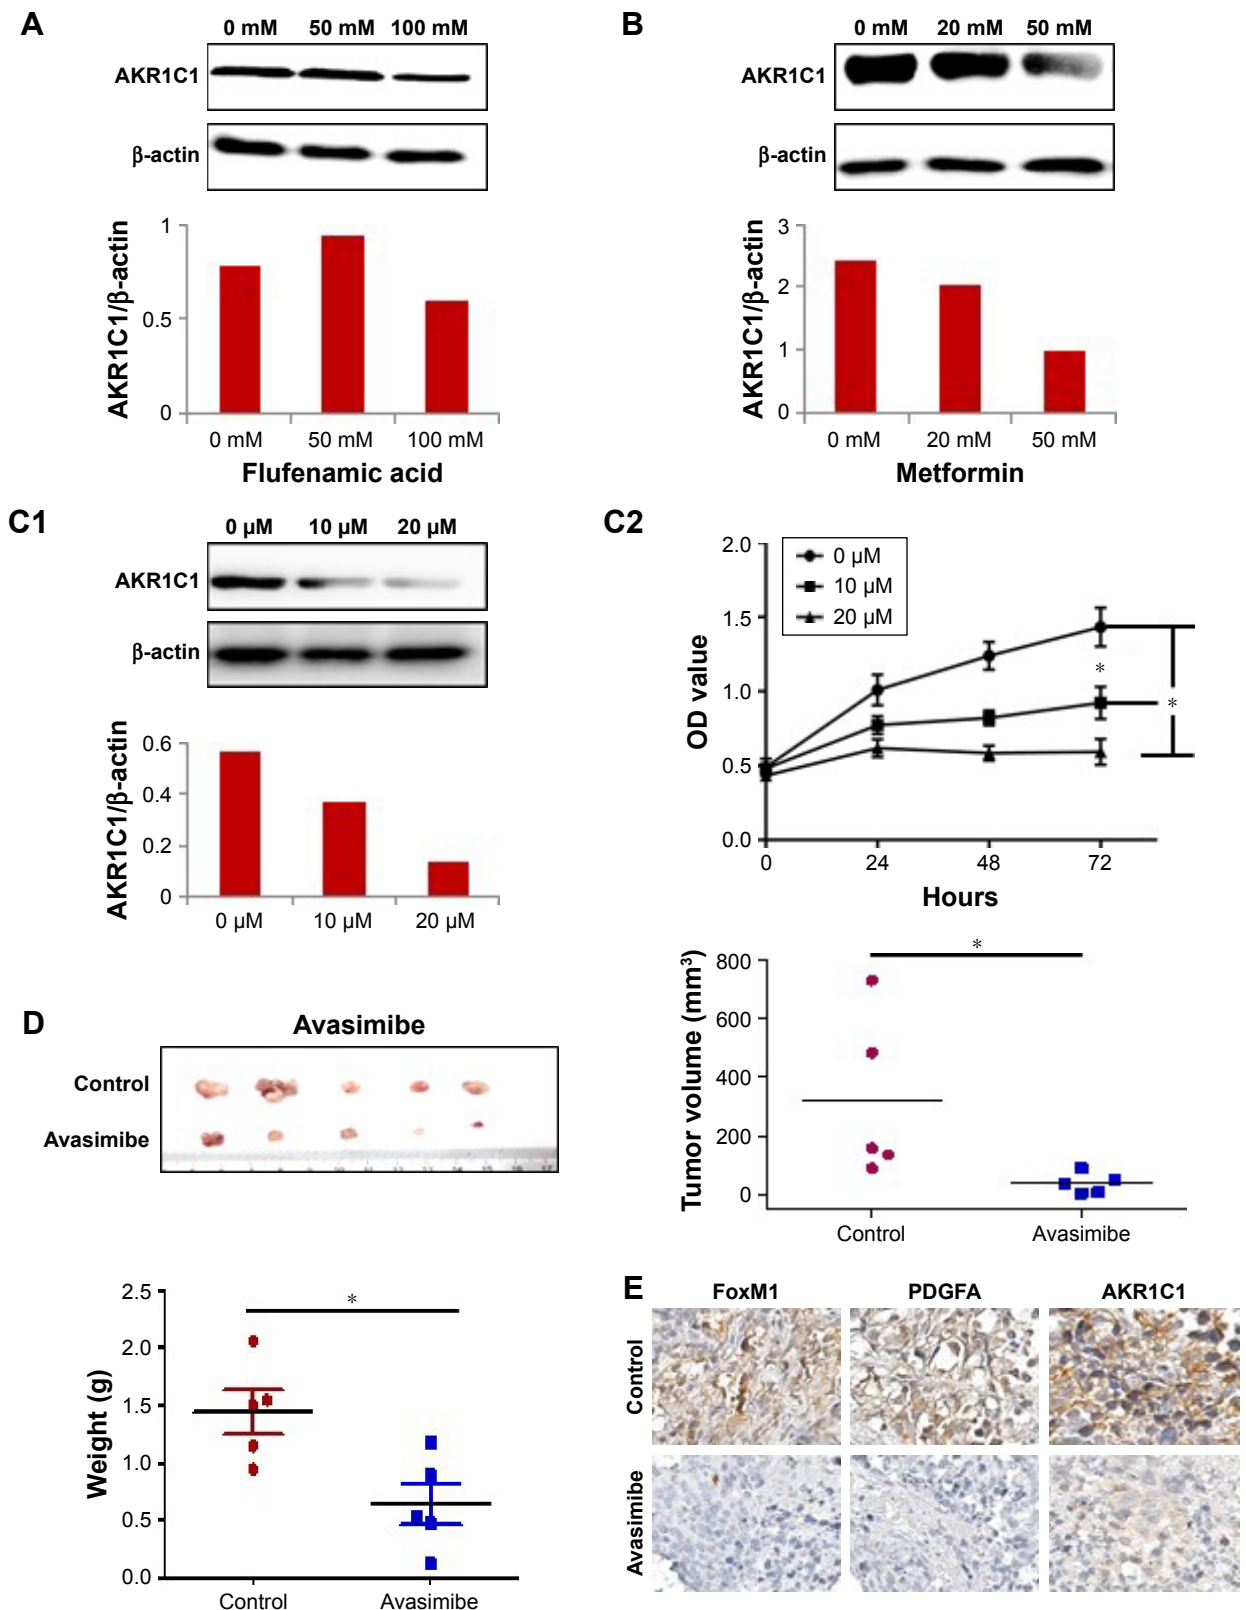 A
0 mM 50 mM 100 mM
AKR1C1
β-actin
AKR1C1/β-actin
1
0.5
0
0 mM 50 mM 100 mM
Flufenamic acid
B
0 mM 20 mM 50 mM
AKR1C1
β-actin
AKR1C1/β-actin
3
2
1
0
0 mM 20 mM 50 mM
Metformin
C1
0 µM 10 µM 20 µM
AKR1C1
β-actin
AKR1C1/β-actin
0.6
0.4
0.2
0
0 µM 10 µM 20 µM
C2
OD value
2.0
1.5
1.0
0.5
0.0
0 µM
10 µM
20 µM
*
*
0 24 48 72
Hours
D
Avasimibe
Control
Avasimibe
15 16 17
Tumor volume (mm³)
800
600
400
200
0
*
Control Avasimibe
Weight (g)
2.5
2.0
1.5
1.0
0.5
0.0
*
Control Avasimibe
E
FoxM1 PDGFA AKR1C1
Control
Avasimibe